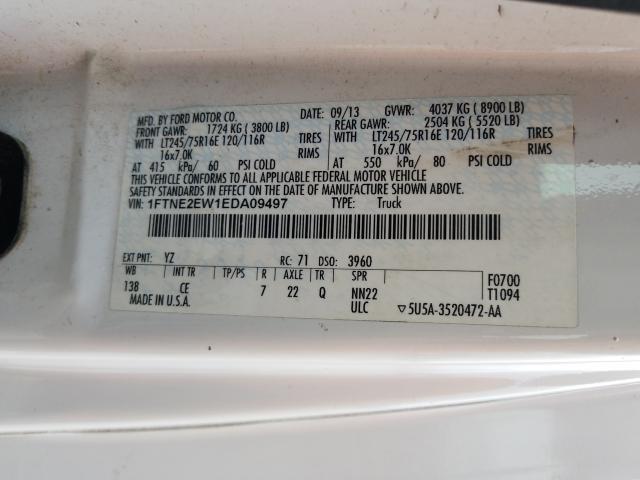 MFD. BY FORD MOTOR CO.
DATE: 09/13 GVWR: 4037 KG ( 8900 LB)
FRONT GAWR: 1724 KG ( 3800 LB) REAR GAWR: 2504 KG ( 5520 LB)
WITH LT245/75R16E 120/116R TIRES WITH LT245/75R16E 120/116R TIRES
16x7.0K RIMS 16x7.0K RIMS
AT 415 kPa/ 60 PSI COLD AT 550 kPa/ 80 PSI COLD
THIS VEHICLE CONFORMS TO ALL APPLICABLE FEDERAL MOTOR VEHICLE
SAFETY STANDARDS IN EFFECT ON THE DATE OF MANUFACTURE SHOWN ABOVE.
VIN: 1FTNE2EW1EDA09497 TYPE: Truck
EXT PNT: YZ RC: 71 DSO: 3960
WB INT TR TP/PS R AXLE TR SPR F0700
138 CE 7 22 Q NN22 T1094
MADE IN U.S.A. ULC ▽5U5A-3520472-AA